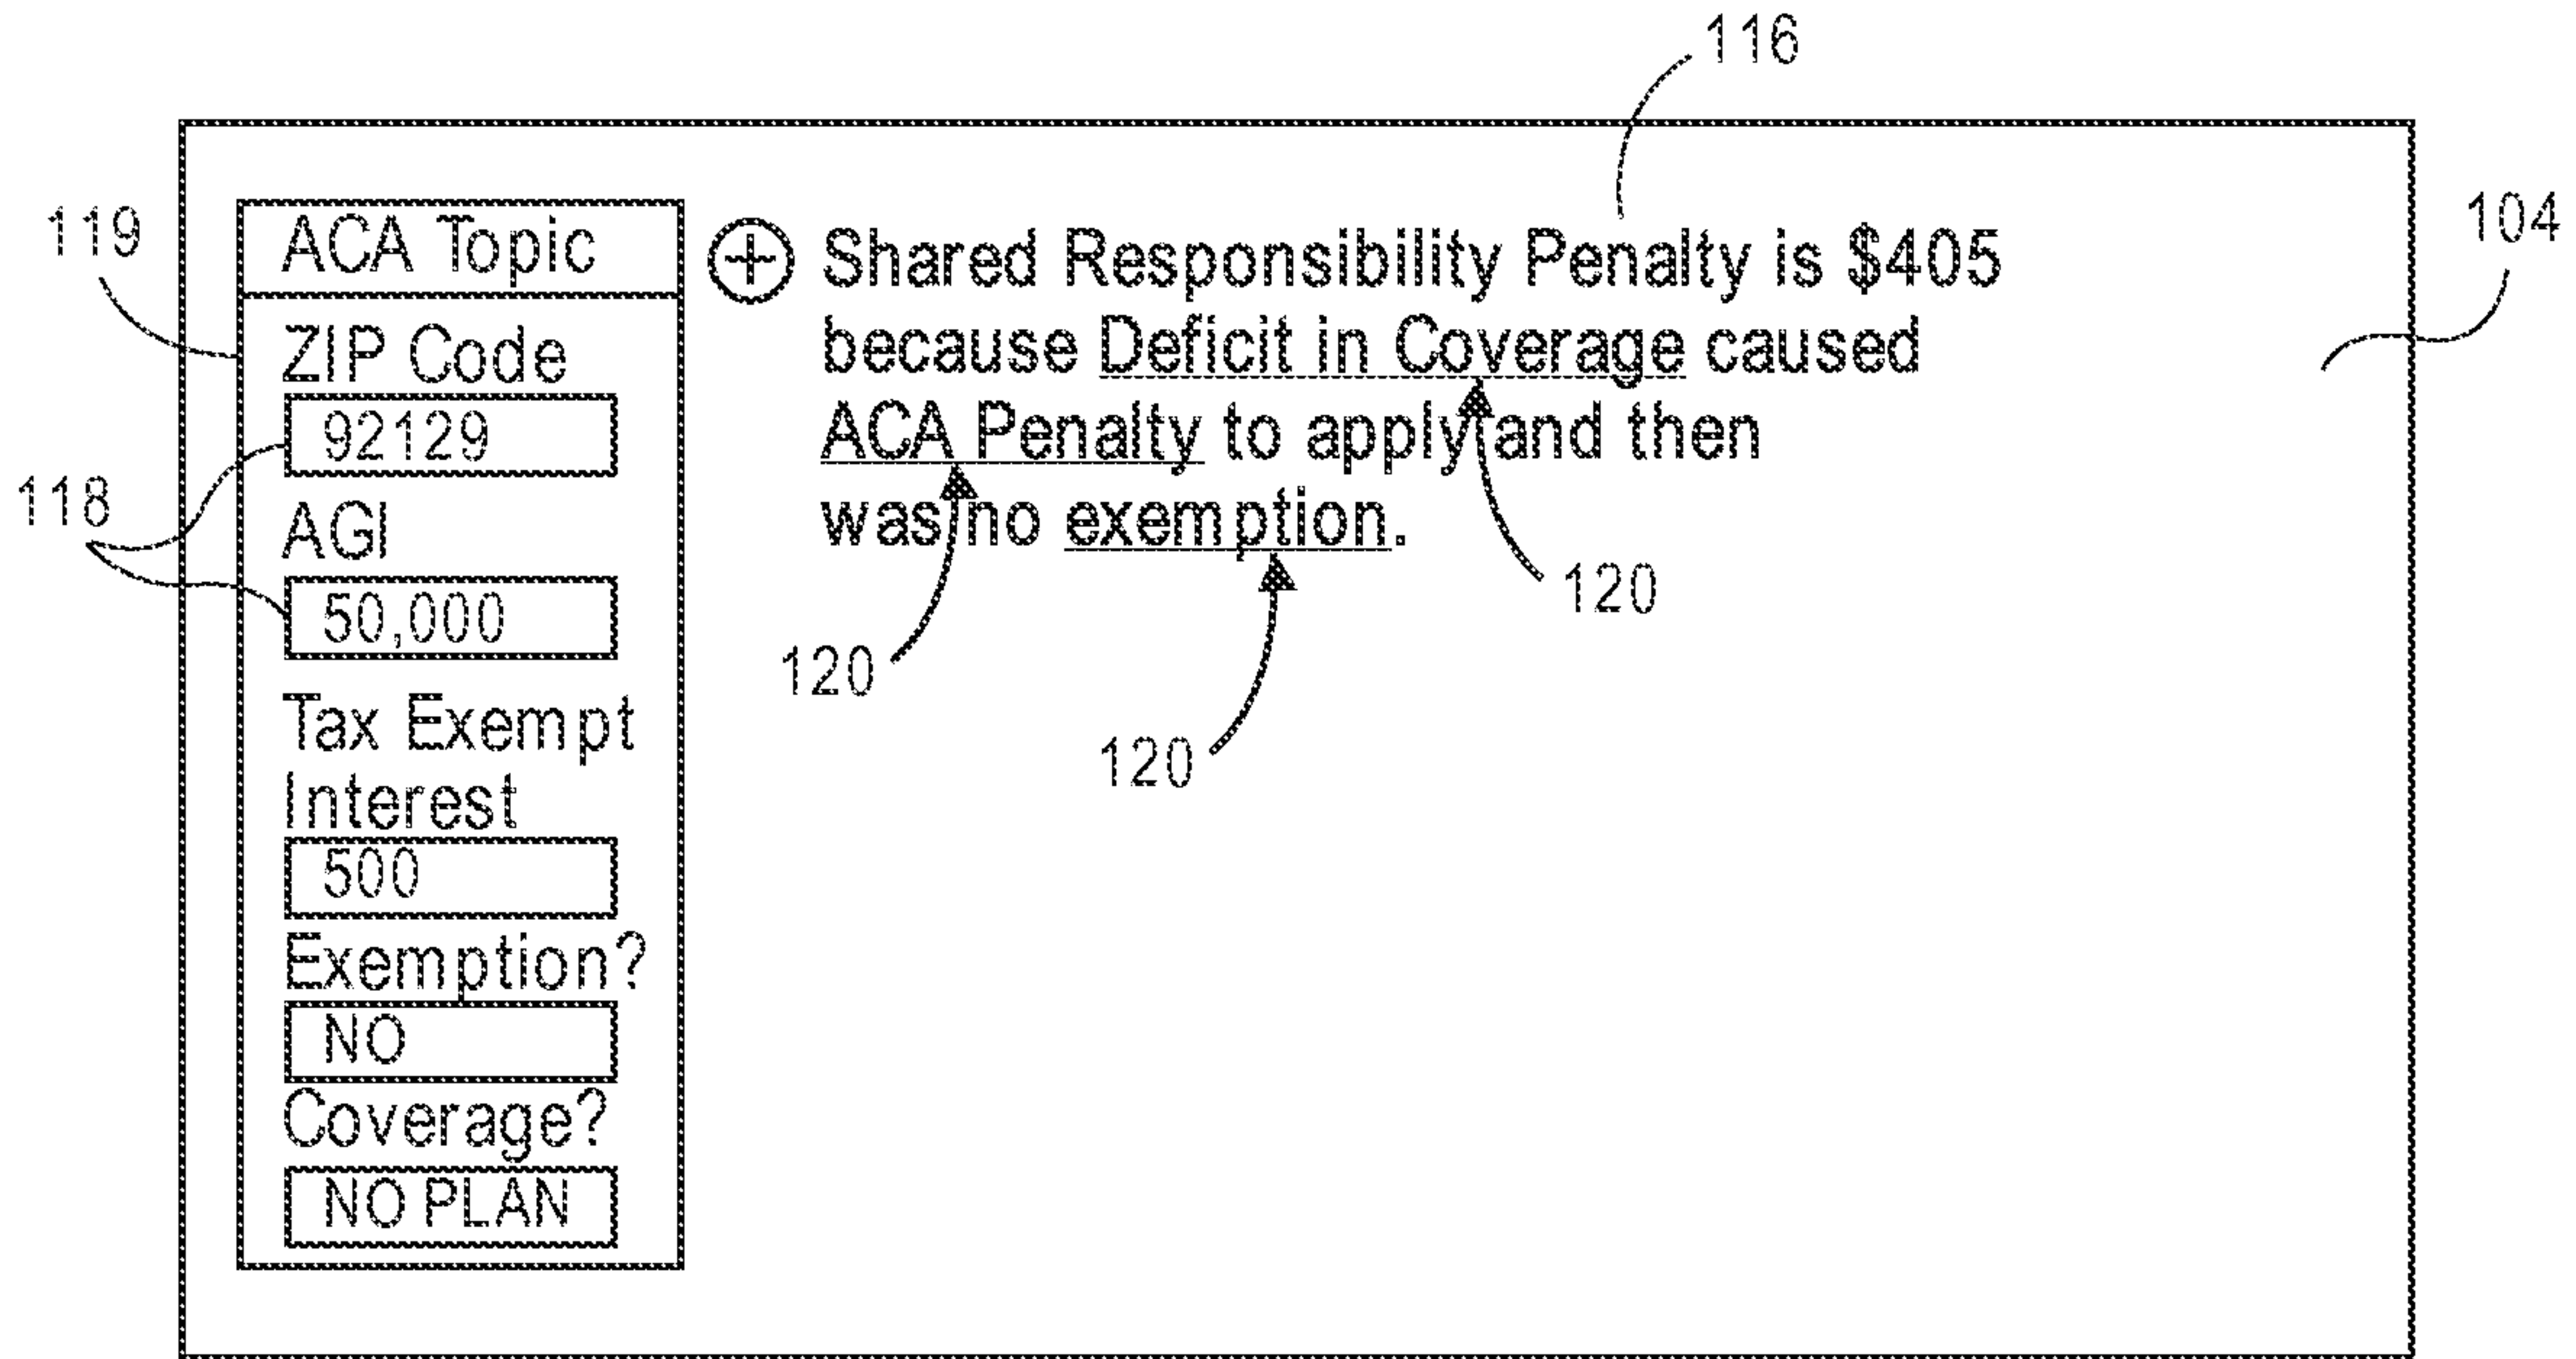 116
119
104
118
ACA Topic
ZIP Code
92129
AGI
50,000
Tax Exempt
Interest
500
Exemption?
NO
Coverage?
NO PLAN
Shared Responsibility Penalty is $405
because Deficit in Coverage caused
ACA Penalty to apply and then
was no exemption.
120
120
120